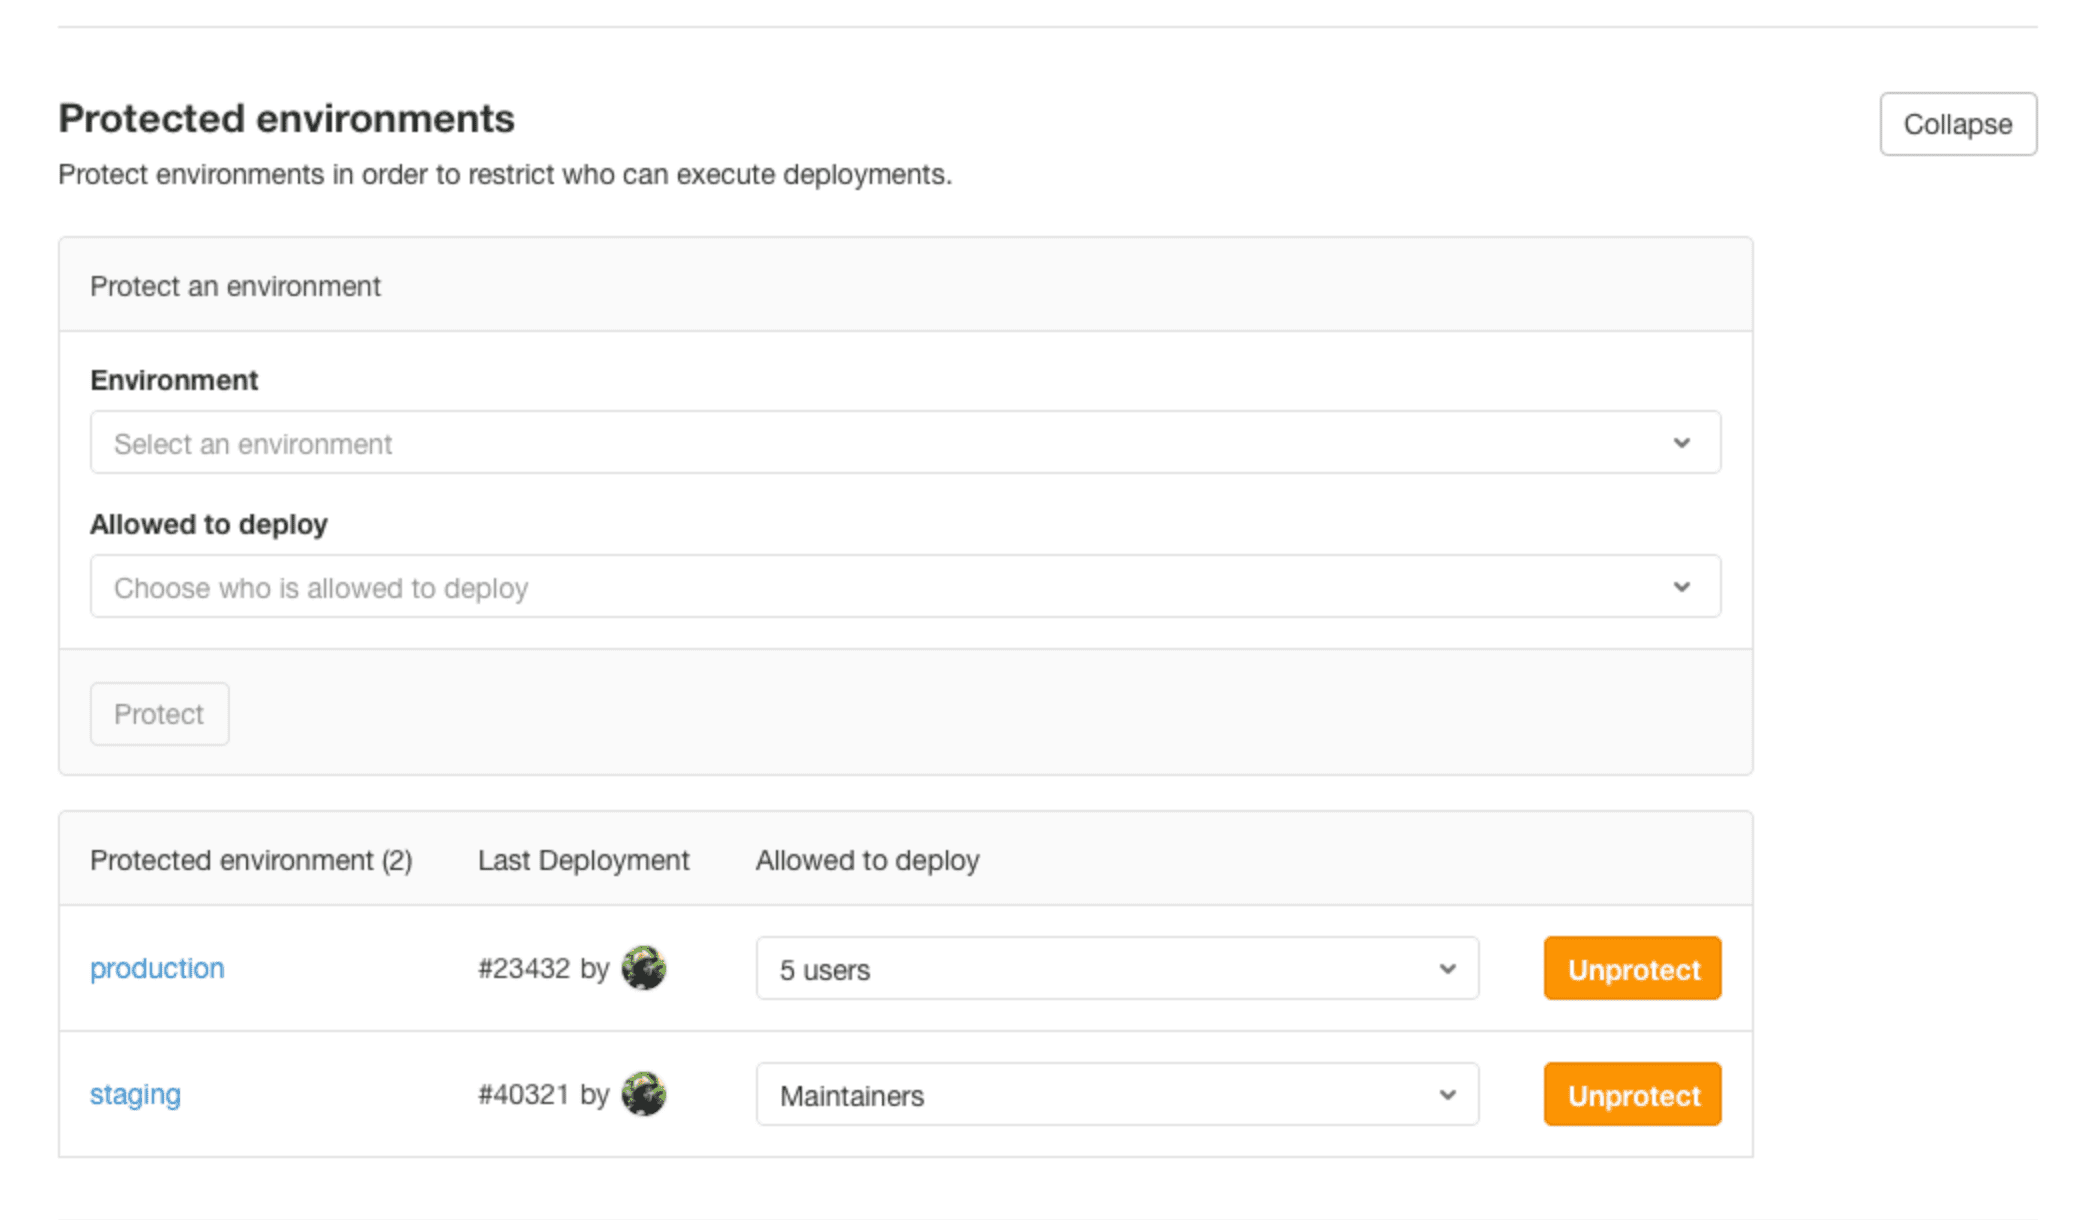 Protected environments
Collapse
Protect environments in order to restrict who can execute deployments.
Protect an environment
Environment
Select an environment
Allowed to deploy
Choose who is allowed to deploy
Protect
Protected environment (2) Last Deployment Allowed to deploy
production #23432 by 5 users Unprotect
staging #40321 by Maintainers Unprotect